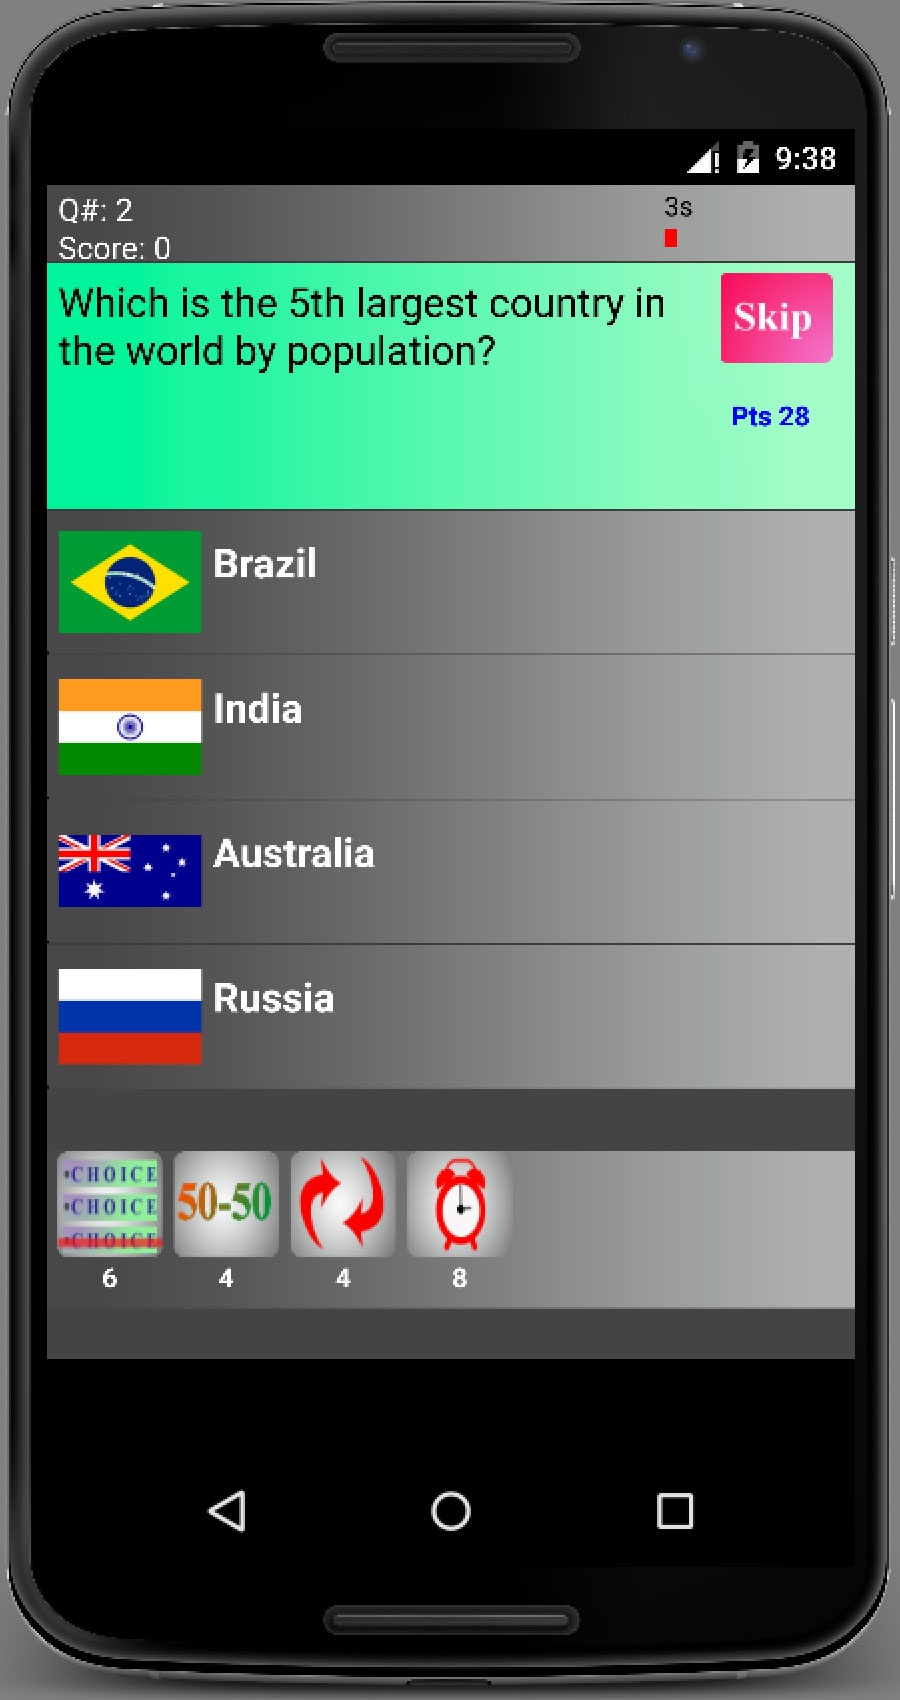 9:38
Q#: 2
3s
Score: 0
Which is the 5th largest country in
the world by population?
Skip
Pts 28
Brazil
India
Australia
Russia
•CHOICE
•CHOICE
•CHOICE
50-50
6 4 4 8